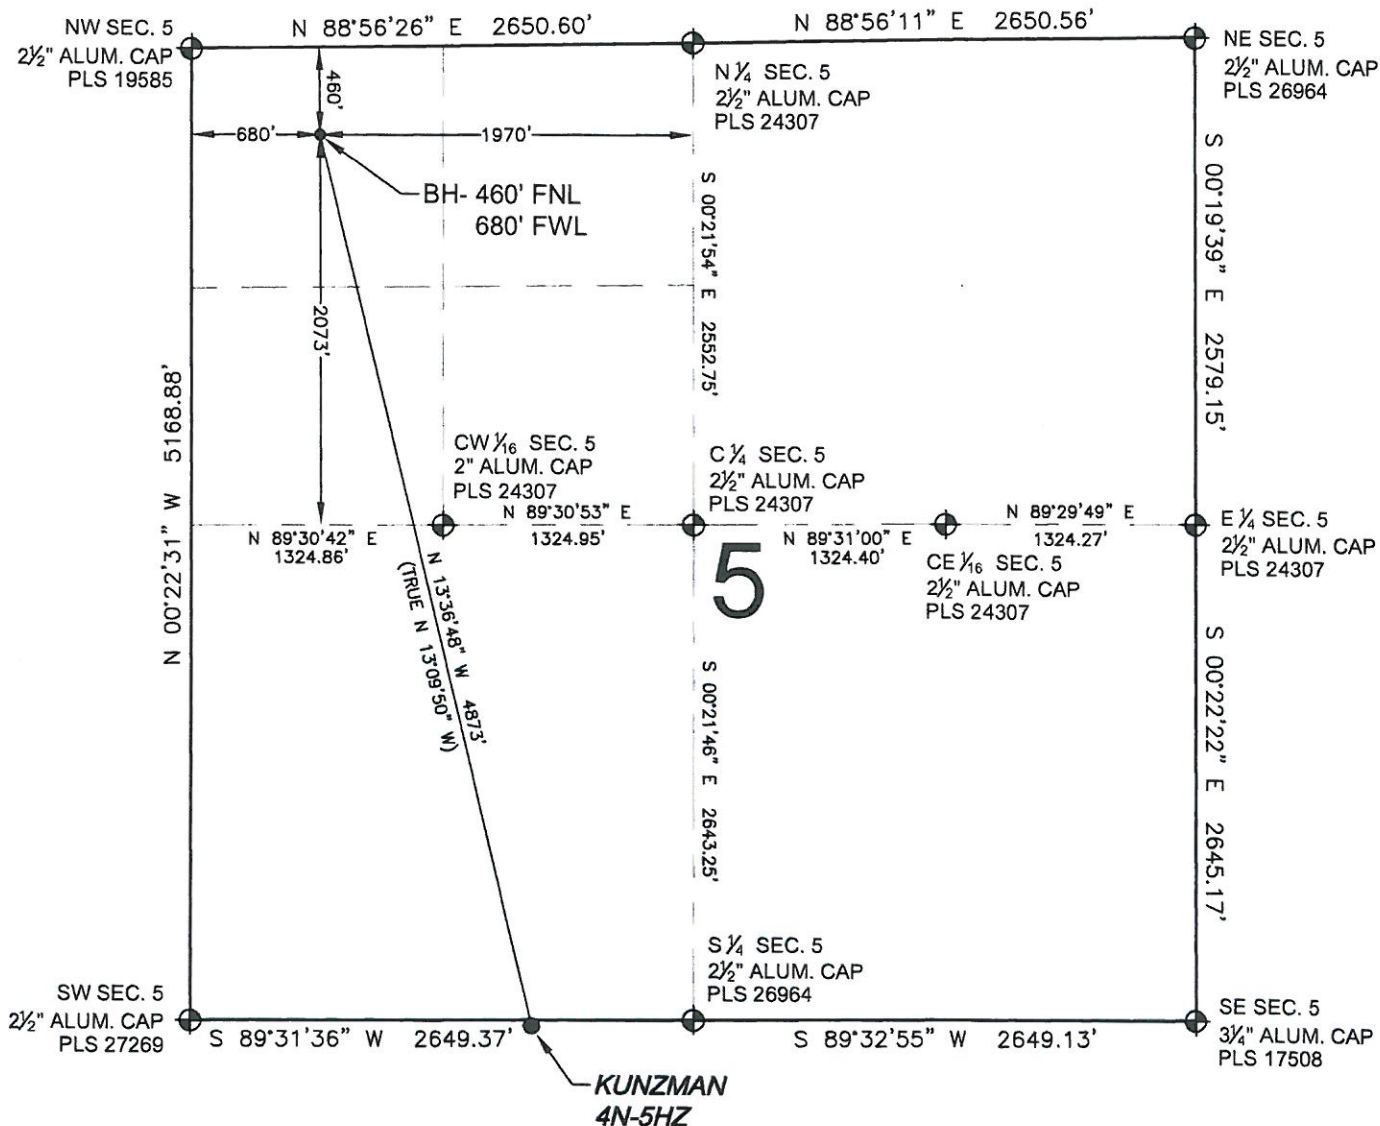 NW SEC. 5
2½" ALUM. CAP
PLS 19585
N 88°56'26" E 2650.60'
N 88°56'11" E 2650.56'
NE SEC. 5
2½" ALUM. CAP
PLS 26964
N ¼ SEC. 5
2½" ALUM. CAP
PLS 24307
460'
680'
1970'
BH- 460' FNL
680' FWL
2073'
S 00°21'54" E 2552.75'
S 00°19'39" E 2579.15'
N 00°22'31" W 5168.88'
CW ⅟16 SEC. 5
2" ALUM. CAP
PLS 24307
C ¼ SEC. 5
2½" ALUM. CAP
PLS 24307
N 89°30'42" E
1324.86'
N 89°30'53" E
1324.95'
N 89°31'00" E
1324.40'
N 89°29'49" E
1324.27'
E ¼ SEC. 5
2½" ALUM. CAP
PLS 24307
CE ⅟16 SEC. 5
2½" ALUM. CAP
PLS 24307
5
N 13°36'48" W 4873'
(TRUE N 13°09'50" W)
S 00°21'46" E 2643.25'
S 00°22'22" E 2645.17'
S ¼ SEC. 5
2½" ALUM. CAP
PLS 26964
SW SEC. 5
2½" ALUM. CAP
PLS 27269
S 89°31'36" W 2649.37'
S 89°32'55" W 2649.13'
SE SEC. 5
3¼" ALUM. CAP
PLS 17508
KUNZMAN
4N-5HZ